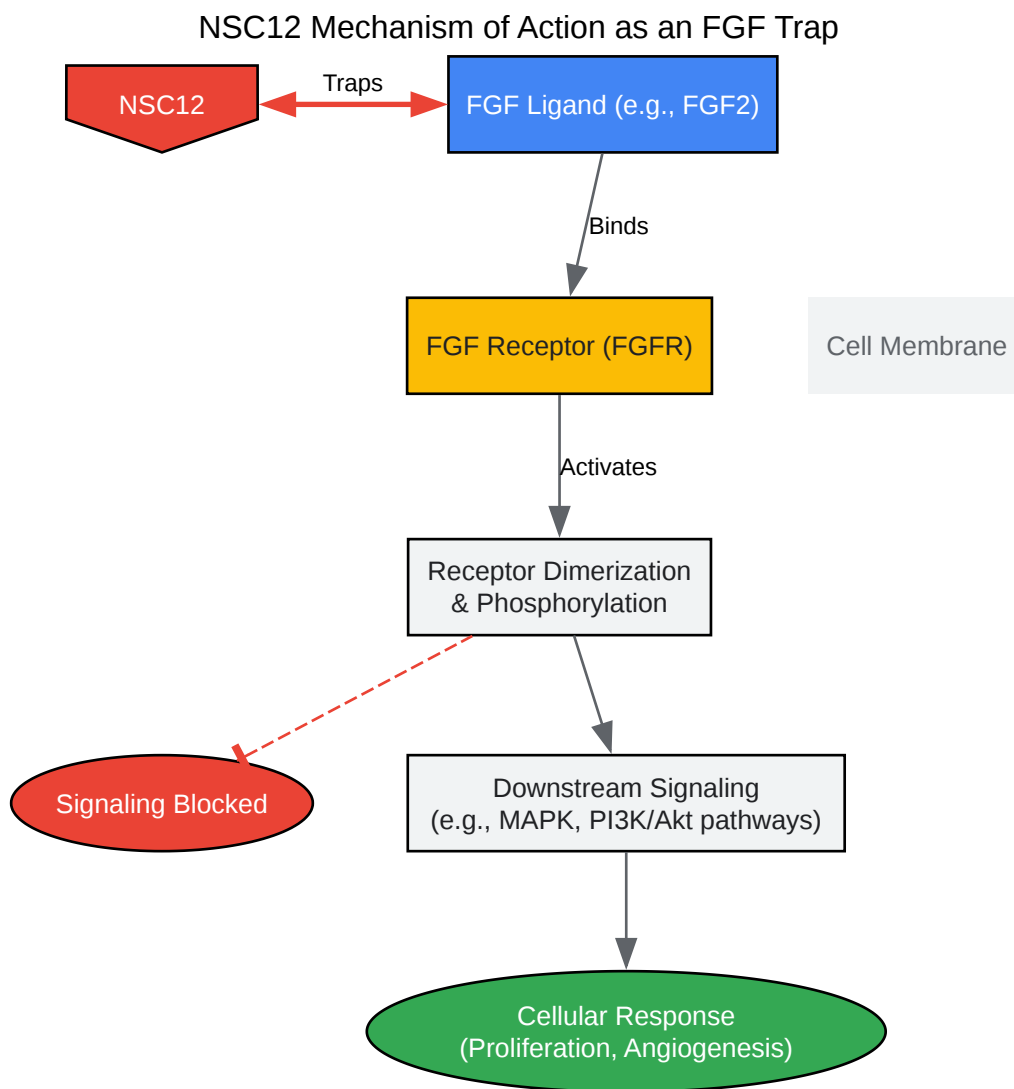 NSC12 Mechanism of Action as an FGF Trap
NSC12
Traps
FGF Ligand (e.g., FGF2)
Binds
FGF Receptor (FGFR)
Cell Membrane
Activates
Receptor Dimerization
& Phosphorylation
Signaling Blocked
Downstream Signaling
(e.g., MAPK, PI3K/Akt pathways)
Cellular Response
(Proliferation, Angiogenesis)